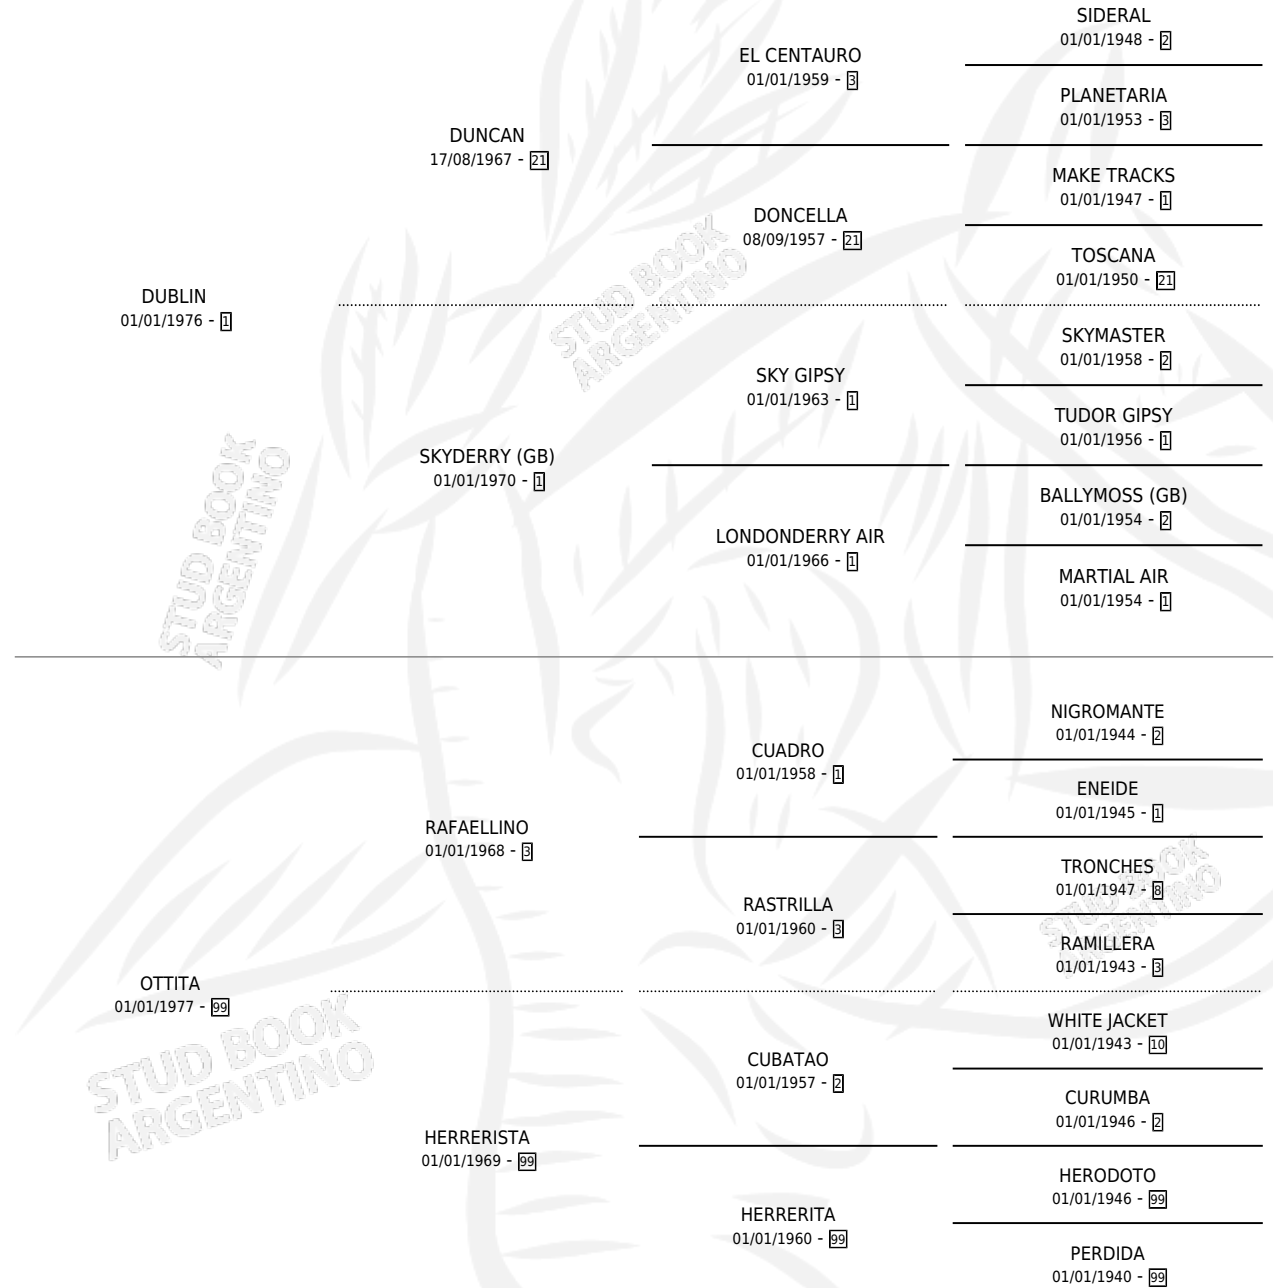 SIDERAL
01/01/1948 - 2
EL CENTAURO
01/01/1959 - 3
PLANETARIA
01/01/1953 - 3
DUNCAN
17/08/1967 - 21
MAKE TRACKS
01/01/1947 - 1
DONCELLA
08/09/1957 - 21
TOSCANA
01/01/1950 - 21
DUBLIN
01/01/1976 - 1
SKYMASTER
01/01/1958 - 2
SKY GIPSY
01/01/1963 - 1
TUDOR GIPSY
01/01/1956 - 1
SKYDERRY (GB)
01/01/1970 - 1
BALLYMOSS (GB)
01/01/1954 - 2
LONDONDERRY AIR
01/01/1966 - 1
MARTIAL AIR
01/01/1954 - 1
NIGROMANTE
01/01/1944 - 2
CUADRO
01/01/1958 - 1
ENEIDE
01/01/1945 - 1
RAFAELLINO
01/01/1968 - 3
TRONCHES
01/01/1947 - 8
RASTRILLA
01/01/1960 - 3
RAMILLERA
01/01/1943 - 3
OTTITA
01/01/1977 - 99
WHITE JACKET
01/01/1943 - 10
CUBATAO
01/01/1957 - 2
CURUMBA
01/01/1946 - 2
HERRERISTA
01/01/1969 - 99
HERODOTO
01/01/1946 - 99
HERRERITA
01/01/1960 - 99
PERDIDA
01/01/1940 - 99
STUD BOOK
ARGENTINO
STUD BOOK
ARGENTINO
STUD BOOK
ARGENTINO
STUD BOOK
ARGENTINO